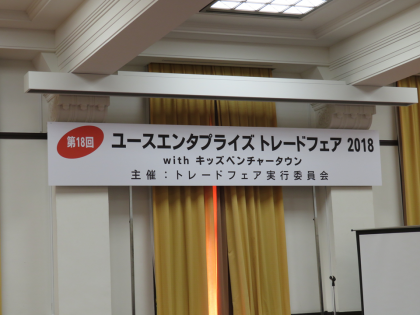 第18回
ユースエンタプライズ トレードフェア 2018
with キッズベンチャータウン
主催：トレードフェア実行委員会